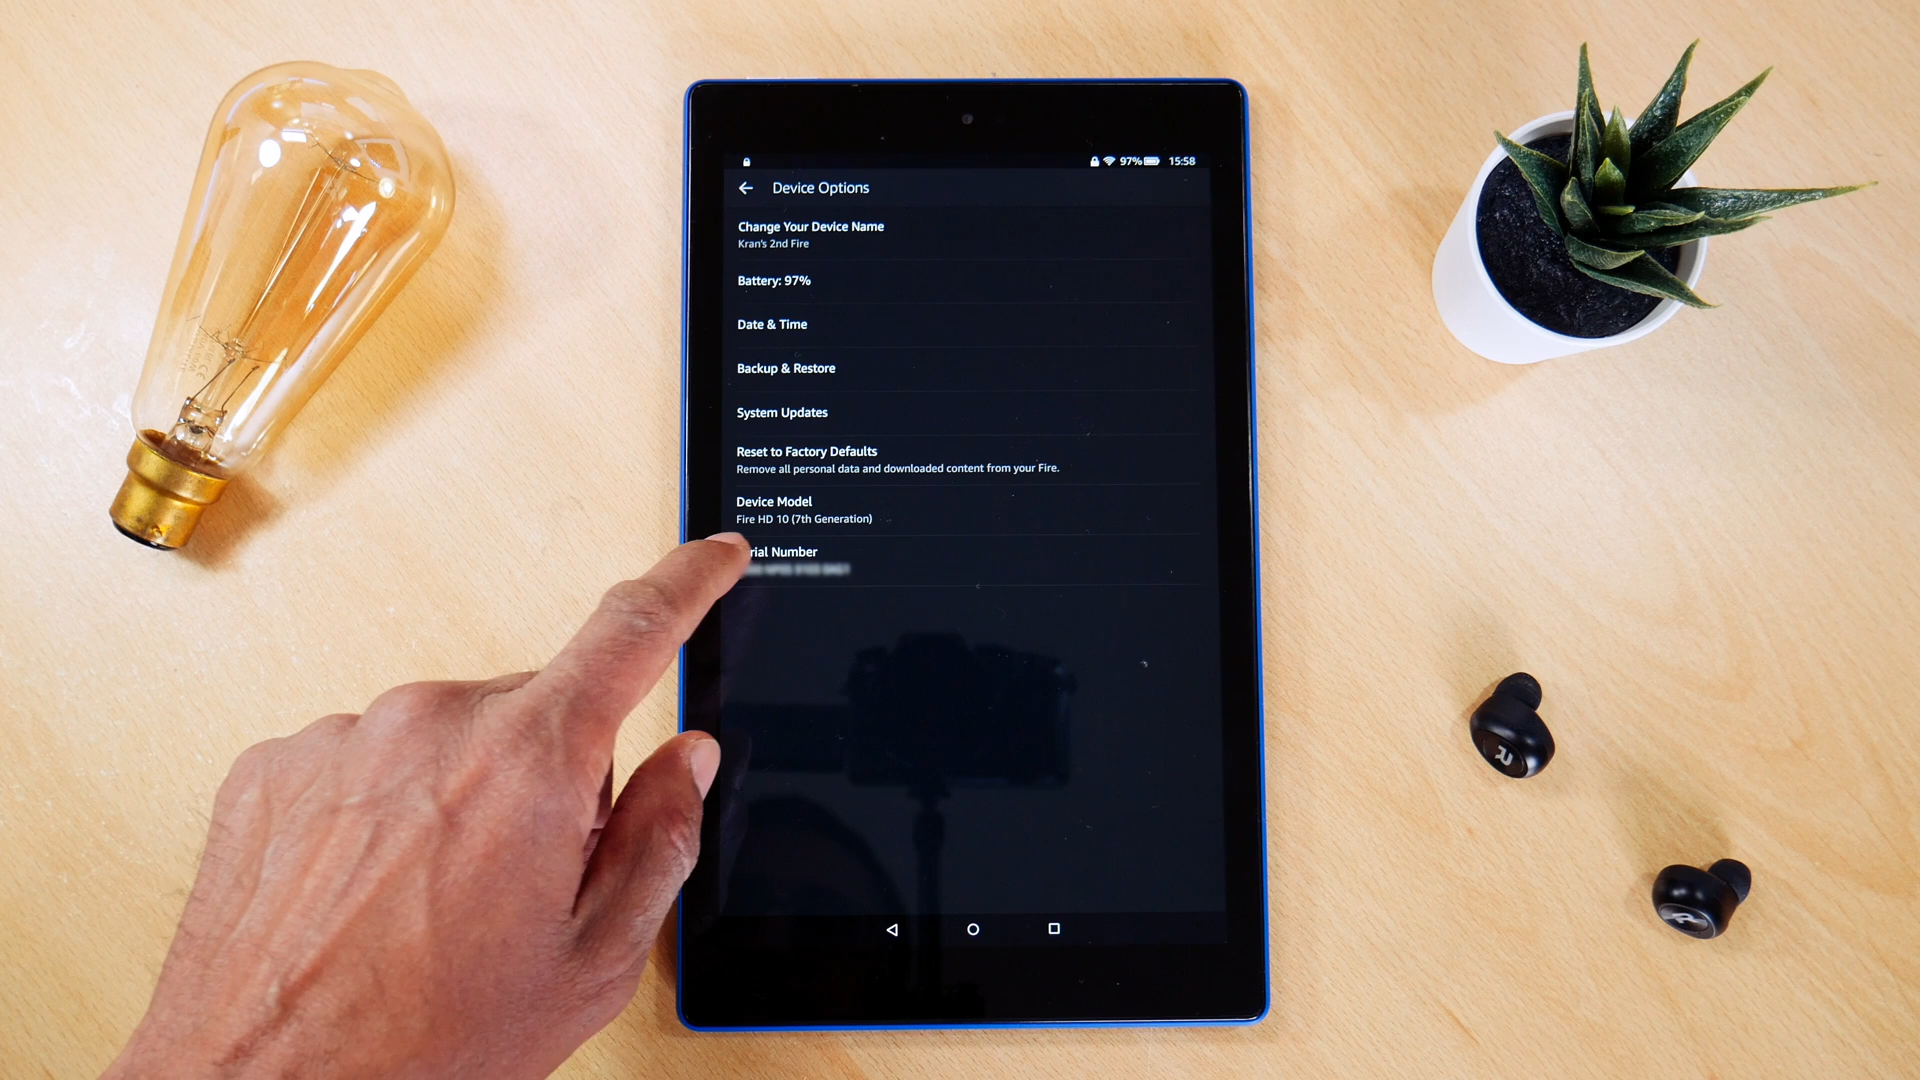 97% 15:58
Device Options
Change Your Device Name
Kran's 2nd Fire
Battery: 97%
Date & Time
Backup & Restore
System Updates
Reset to Factory Defaults
Remove all personal data and downloaded content from your Fire.
Device Model
Fire HD 10 (7th Generation)
rial Number